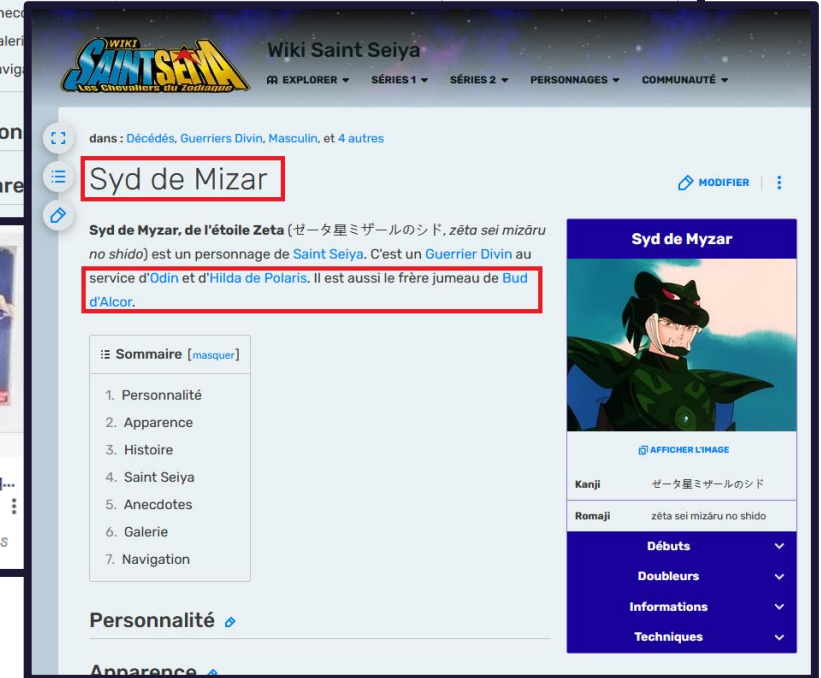 WIKI
SAINT SEIYA
Les Chevaliers du Zodiaque
Wiki Saint Seiya
EXPLORER
SÉRIES 1
SÉRIES 2
PERSONNAGES
COMMUNAUTÉ
dans : Décédés, Guerriers Divin, Masculin, et 4 autres
Syd de Mizar
MODIFIER
Syd de Myzar, de l'étoile Zeta (ゼータ星ミザールのシド, zēta sei mizāru
no shido) est un personnage de Saint Seiya. C'est un Guerrier Divin au
service d'Odin et d'Hilda de Polaris. Il est aussi le frère jumeau de Bud
d'Alcor.
Sommaire [masquer]
1. Personnalité
2. Apparence
3. Histoire
4. Saint Seiya
5. Anecdotes
6. Galerie
7. Navigation
Personnalité
Apparence
Syd de Myzar
AFFICHER L'IMAGE
Kanji ゼータ星ミザールのシド
Romaji zēta sei mizāru no shido
Débuts
Doubleurs
Informations
Techniques